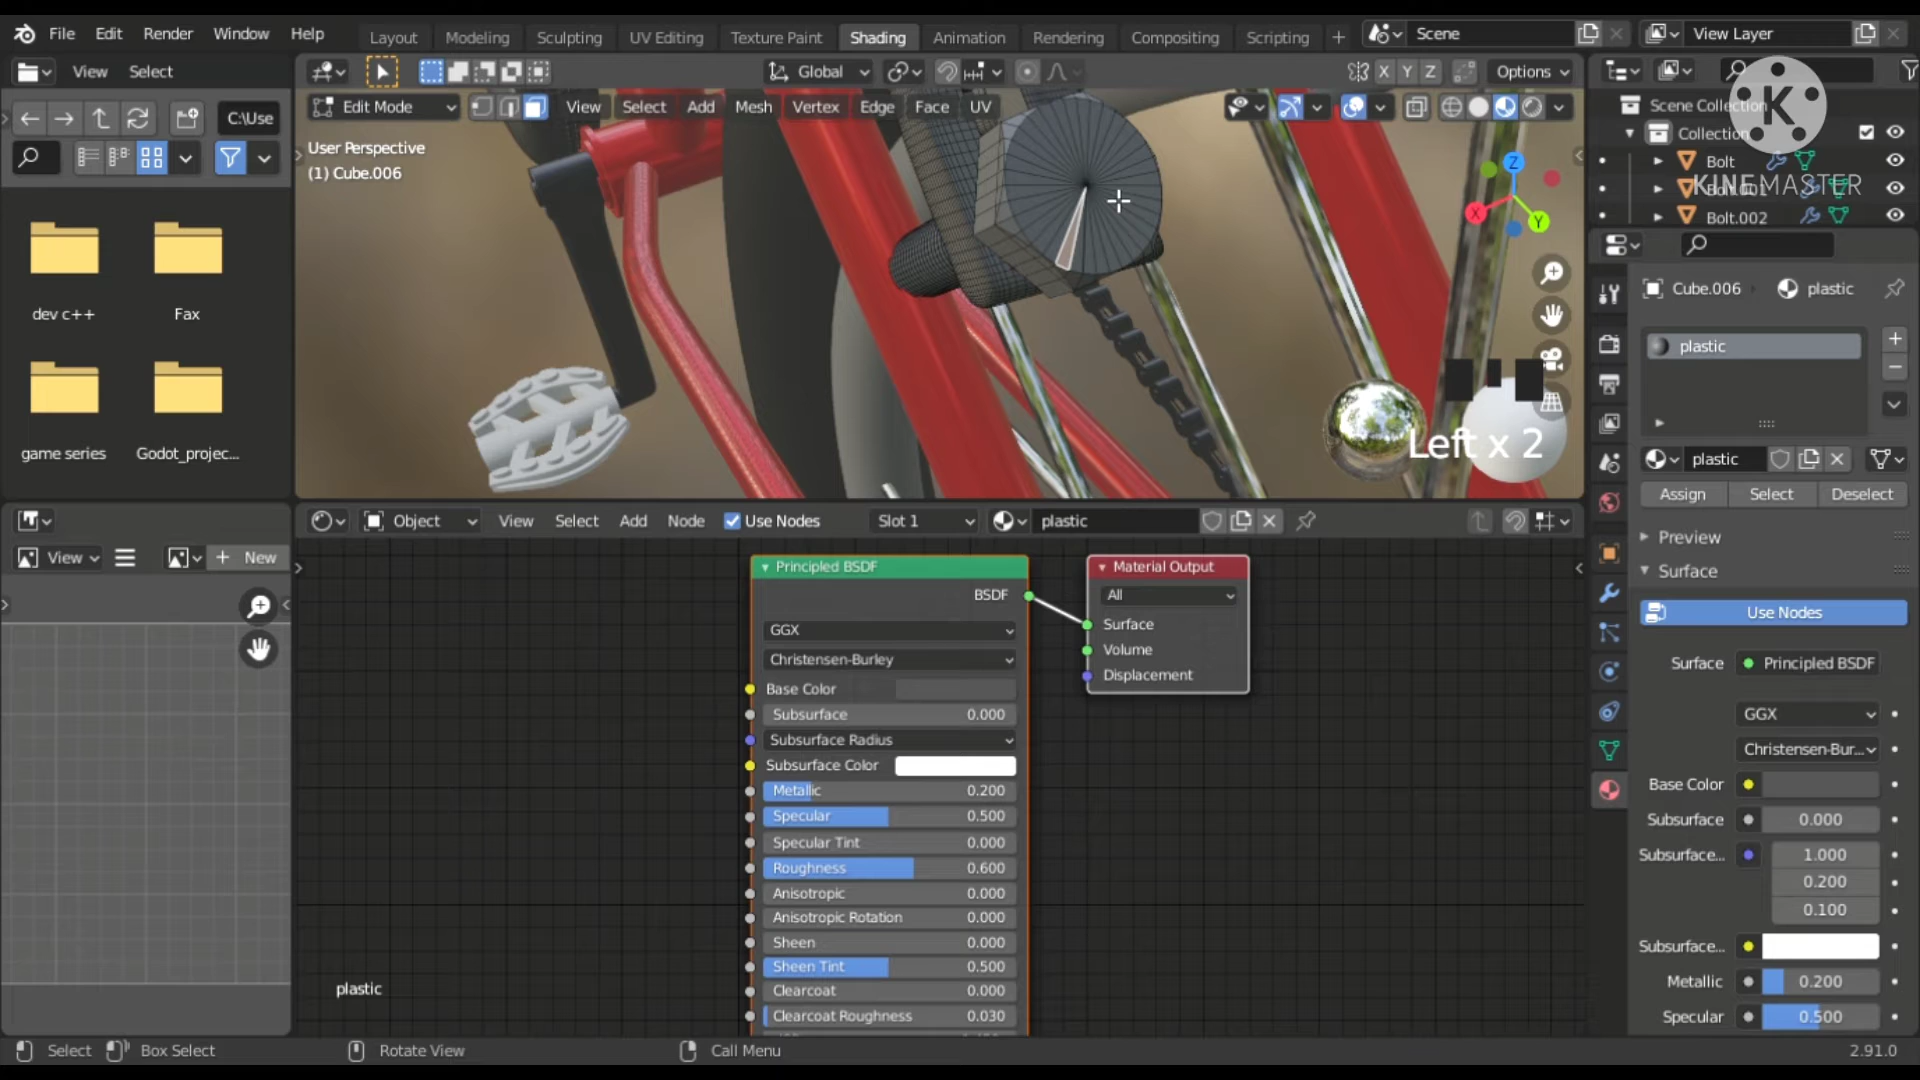 File Edit Render Window Help Layout Modeling Sculpting UV Editing Texture Paint Shading Animation Rendering Compositing Scripting + Scene View Layer
View Select Global X Y Z Options
Edit Mode View Select Add Mesh Vertex Edge Face UV
C:\Use
User Perspective
(1) Cube.006
Scene Collection
Collection
Bolt
Bolt.001
Bolt.002
K
KINEMASTER
Z
X
Y
dev c++
Fax
game series
Godot_projec...
Left x 2
Cube.006 plastic
plastic
plastic
Assign Select Deselect
Preview
Surface
Use Nodes
Surface Principled BSDF
GGX
Christensen-Bur...
Base Color
Subsurface 0.000
Subsurface... 1.000
0.200
0.100
Subsurface...
Metallic 0.200
Specular 0.500
Object View Select Add Node Use Nodes Slot 1 plastic
View New
Principled BSDF
BSDF
GGX
Christensen-Burley
Base Color
Subsurface 0.000
Subsurface Radius
Subsurface Color
Metallic 0.200
Specular 0.500
Specular Tint 0.000
Roughness 0.600
Anisotropic 0.000
Anisotropic Rotation 0.000
Sheen 0.000
Sheen Tint 0.500
Clearcoat 0.000
Clearcoat Roughness 0.030
Material Output
All
Surface
Volume
Displacement
plastic
Select Box Select Rotate View Call Menu 2.91.0